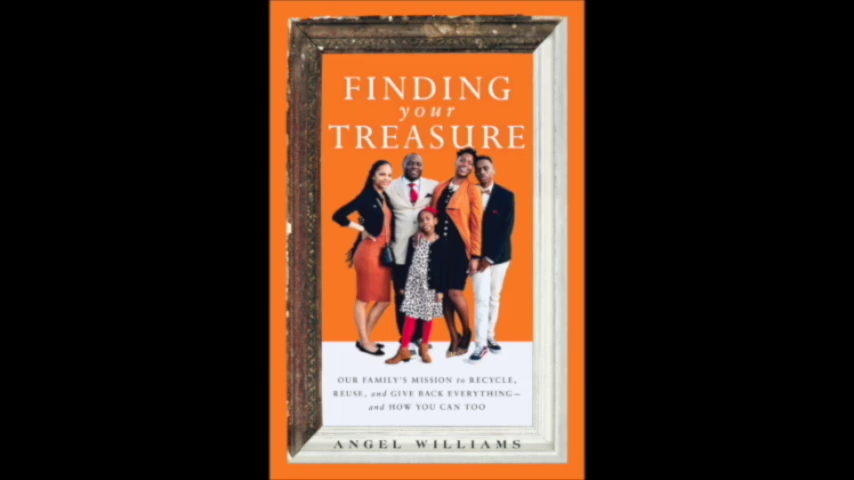 FINDING
your
TREASURE
OUR FAMILY'S MISSION to RECYCLE,
REUSE, and GIVE BACK EVERYTHING—
and HOW YOU CAN TOO
ANGEL WILLIAMS